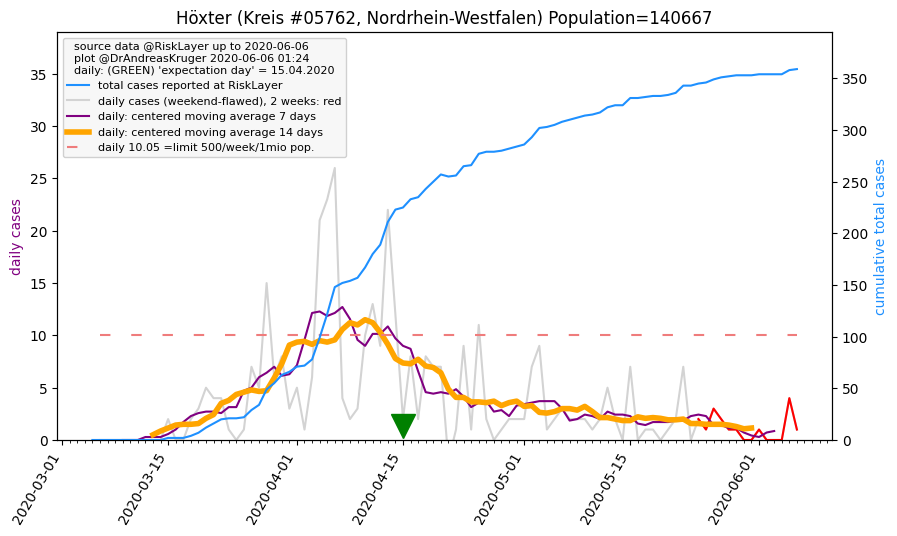 Höxter (Kreis #05762, Nordrhein-Westfalen) Population=140667
source data @RiskLayer up to 2020-06-06
plot @DrAndreasKruger 2020-06-06 01:24
daily: (GREEN) 'expectation day' = 15.04.2020
total cases reported at RiskLayer
daily cases (weekend-flawed), 2 weeks: red
daily: centered moving average 7 days
daily: centered moving average 14 days
daily 10.05 =limit 500/week/1mio pop.
daily cases
35
30
25
20
15
10
5
0
350
300
250
200
150
100
50
0
cumulative total cases
2020-03-01
2020-03-15
2020-04-01
2020-04-15
2020-05-01
2020-05-15
2020-06-01